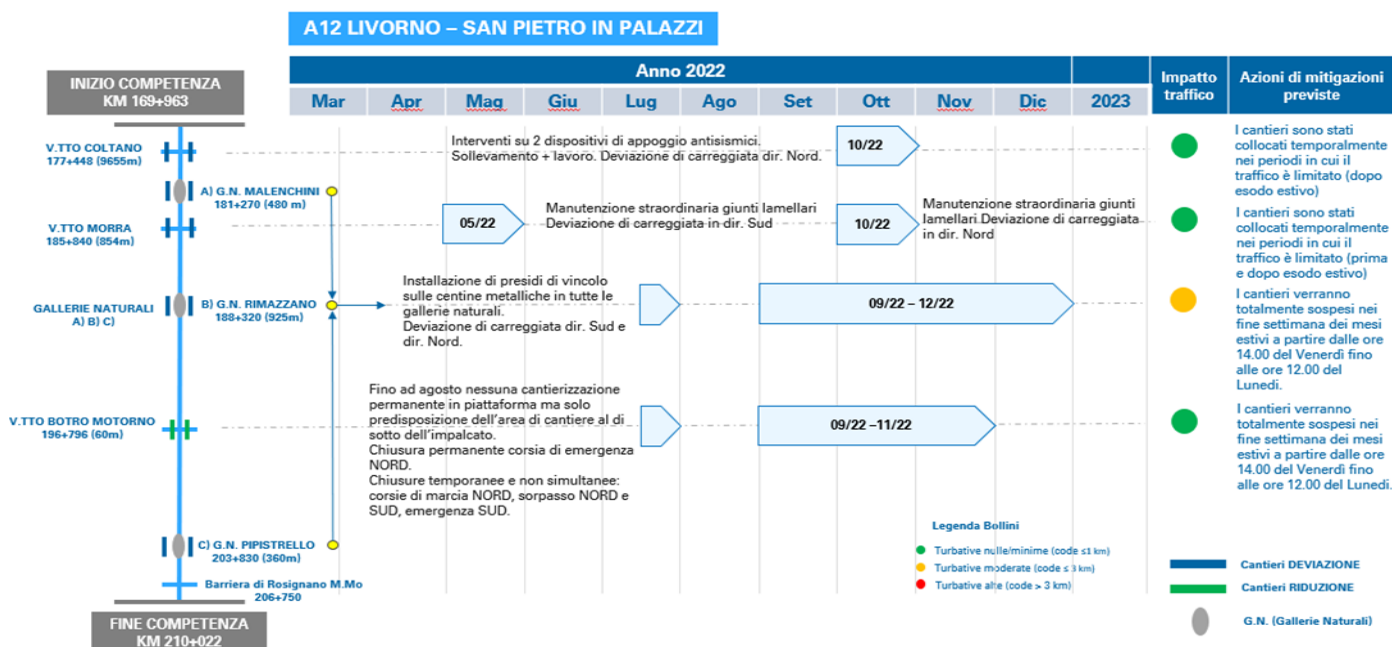 A12 LIVORNO – SAN PIETRO IN PALAZZI
INIZIO COMPETENZA
KM 169+963
Anno 2022
Mar
Apr
Mag
Giu
Lug
Ago
Set
Ott
Nov
Dic
2023
Impatto
traffico
Azioni di mitigazioni
previste
V.TTO COLTANO
177+448 (9655m)
Interventi su 2 dispositivi di appoggio antisismici.
Sollevamento + lavoro. Deviazione di carreggiata dir. Nord.
10/22
I cantieri sono stati
collocati temporalmente
nei periodi in cui il
traffico è limitato (dopo
esodo estivo)
A) G.N. MALENCHINI
181+270 (480 m)
V.TTO MORRA
185+840 (854m)
05/22
Manutenzione straordinaria giunti lamellari
Deviazione di carreggiata in dir. Sud
10/22
Manutenzione straordinaria giunti
lamellari Deviazione di carreggiata
in dir. Nord
I cantieri sono stati
collocati temporalmente
nei periodi in cui il
traffico è limitato (prima
e dopo esodo estivo)
GALLERIE NATURALI
A) B) C)
B) G.N. RIMAZZANO
188+320 (925m)
Installazione di presidi di vincolo
sulle centine metalliche in tutte le
gallerie naturali.
Deviazione di carreggiata dir. Sud e
dir. Nord.
09/22 – 12/22
I cantieri verranno
totalmente sospesi nei
fine settimana dei mesi
estivi a partire dalle ore
14.00 del Venerdì fino
alle ore 12.00 del
Lunedì.
V.TTO BOTRO MOTORNO
196+796 (60m)
Fino ad agosto nessuna cantierizzazione
permanente in piattaforma ma solo
predisposizione dell'area di cantiere al di
sotto dell'impalcato.
Chiusura permanente corsia di emergenza
NORD.
Chiusure temporanee e non simultanee:
corsie di marcia NORD, sorpasso NORD e
SUD, emergenza SUD.
09/22 –11/22
I cantieri verranno
totalmente sospesi nei
fine settimana dei mesi
estivi a partire dalle ore
14.00 del Venerdì fino
alle ore 12.00 del Lunedì.
C) G.N. PIPISTRELLO
203+830 (360m)
Barriera di Rosignano M.Mo
206+750
FINE COMPETENZA
KM 210+022
Legenda Bollini
Turbative nulle/minime (code ≤1 km)
Turbative moderate (code ≤ 3 km)
Turbative alte (code > 3 km)
Cantieri DEVIAZIONE
Cantieri RIDUZIONE
G.N. (Gallerie Naturali)